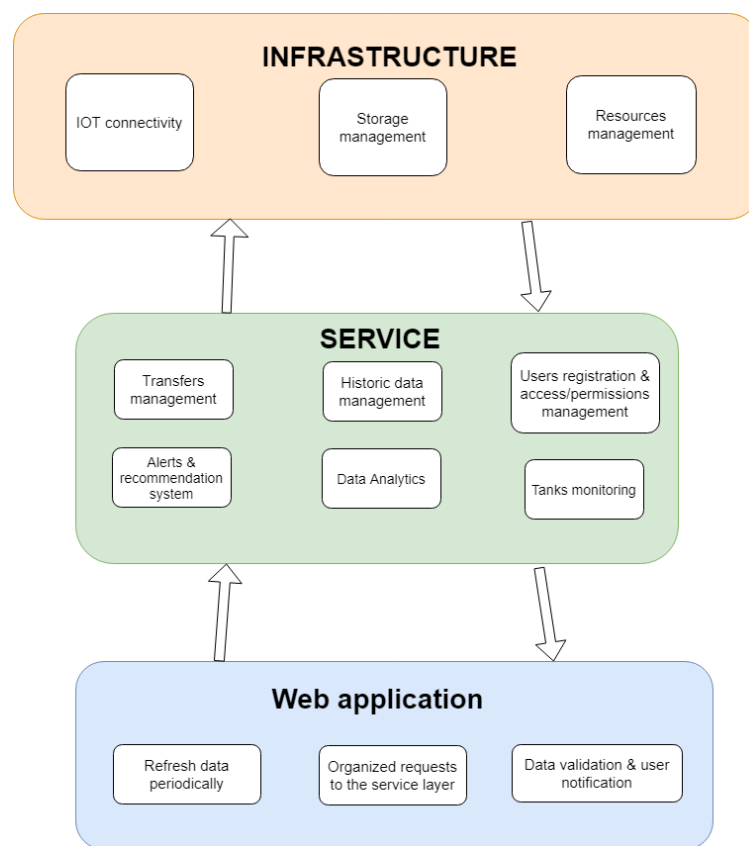 INFRASTRUCTURE
IOT connectivity
Storage
management
Resources
management
SERVICE
Transfers
management
Historic data
management
Users registration &
access/permissions
management
Alerts &
recommendation
system
Data Analytics
Tanks monitoring
Web application
Refresh data
periodically
Organized requests
to the service layer
Data validation & user
notification